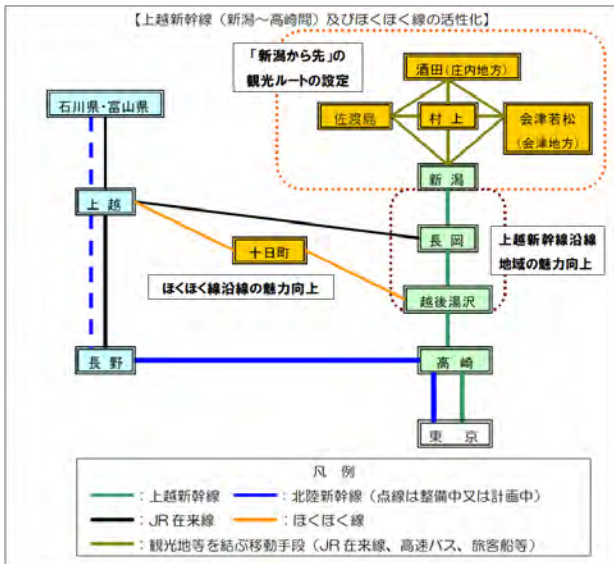 【上越新幹線（新潟～高崎間）及びほくほく線の活性化】
「新潟から先」の
観光ルートの設定
酒田（庄内地方）
石川県・富山県
佐渡島
村上
会津若松
（会津地方）
新潟
上越
長岡
上越新幹線沿線
地域の魅力向上
十日町
ほくほく線沿線の魅力向上
越後湯沢
長野
高崎
東京
凡例
：上越新幹線
：北陸新幹線（点線は整備中又は計画中）
：JR在来線
：ほくほく線
：観光地等を結ぶ移動手段（JR在来線、高速バス、旅客船等）